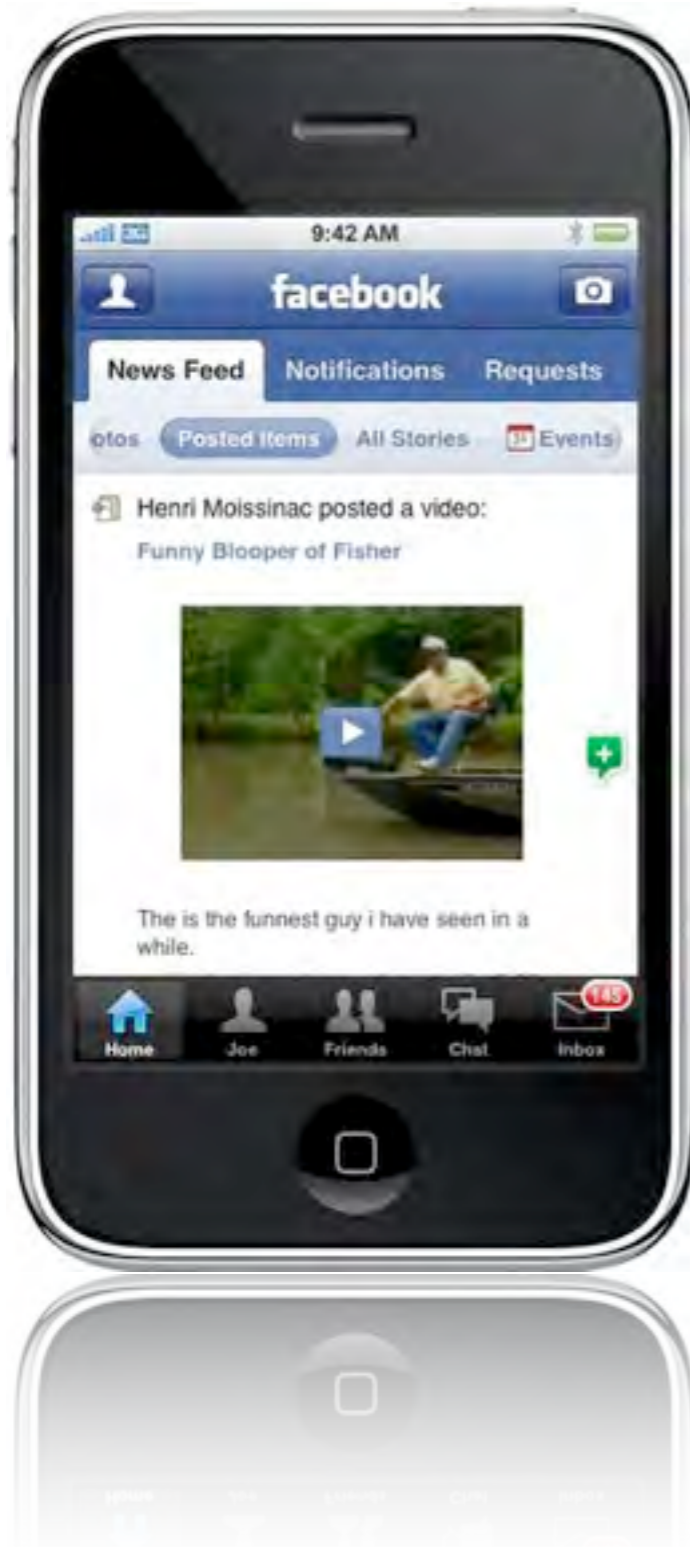 9:42 AM
facebook
News Feed Notifications Requests
otos Posted Items All Stories 31 Events
Henri Moissinac posted a video:
Funny Blooper of Fisher
The is the funnest guy i have seen in a
while.
145
Home Joe Friends Chat Inbox